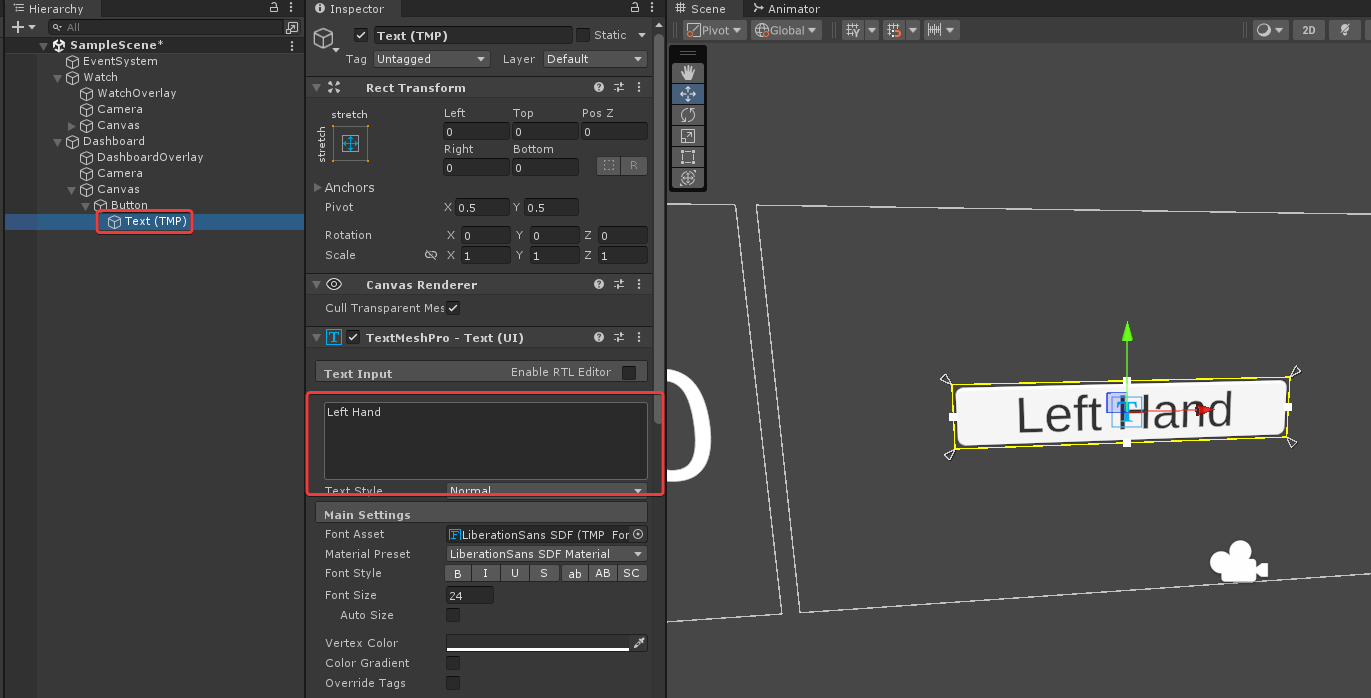 Hierarchy
All
SampleScene*
EventSystem
Watch
WatchOverlay
Camera
Canvas
Dashboard
DashboardOverlay
Camera
Canvas
Button
Text (TMP)
Inspector
Text (TMP)
Static
Tag
Untagged
Layer
Default
Rect Transform
stretch
stretch
Left
Top
Pos Z
0
0
0
Right
Bottom
0
0
R
Anchors
Pivot
X
0.5
Y
0.5
Rotation
X
0
Y
0
Z
0
Scale
X
1
Y
1
Z
1
Canvas Renderer
Cull Transparent Mes
TextMeshPro - Text (UI)
Text Input
Enable RTL Editor
Left Hand
Text Style
Normal
Main Settings
Font Asset
LiberationSans SDF (TMP For
Material Preset
LiberationSans SDF Material
Font Style
B
I
U
S
ab
AB
SC
Font Size
24
Auto Size
Vertex Color
Color Gradient
Override Tags
Scene
Animator
Pivot
Global
2D
Left Hand